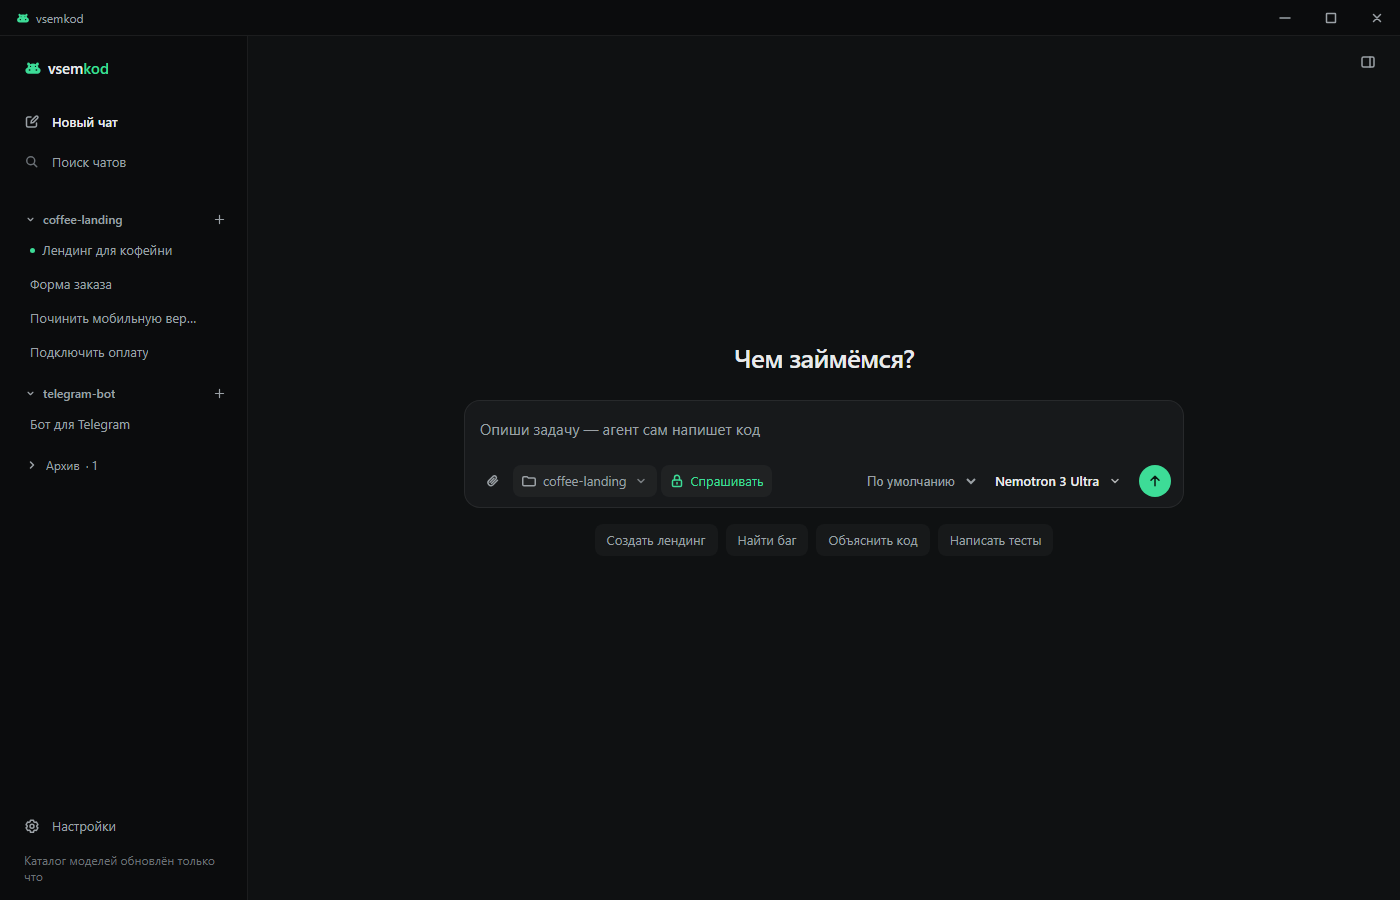 vsemkod
vsemkod
Новый чат
Поиск чатов
coffee-landing
Лендинг для кофейни
Форма заказа
Починить мобильную вер...
Подключить оплату
telegram-bot
Бот для Telegram
Архив · 1
Настройки
Каталог моделей обновлён только
что
Чем займёмся?
Опиши задачу — агент сам напишет код
coffee-landing
Спрашивать
По умолчанию
Nemotron 3 Ultra
Создать лендинг
Найти баг
Объяснить код
Написать тесты